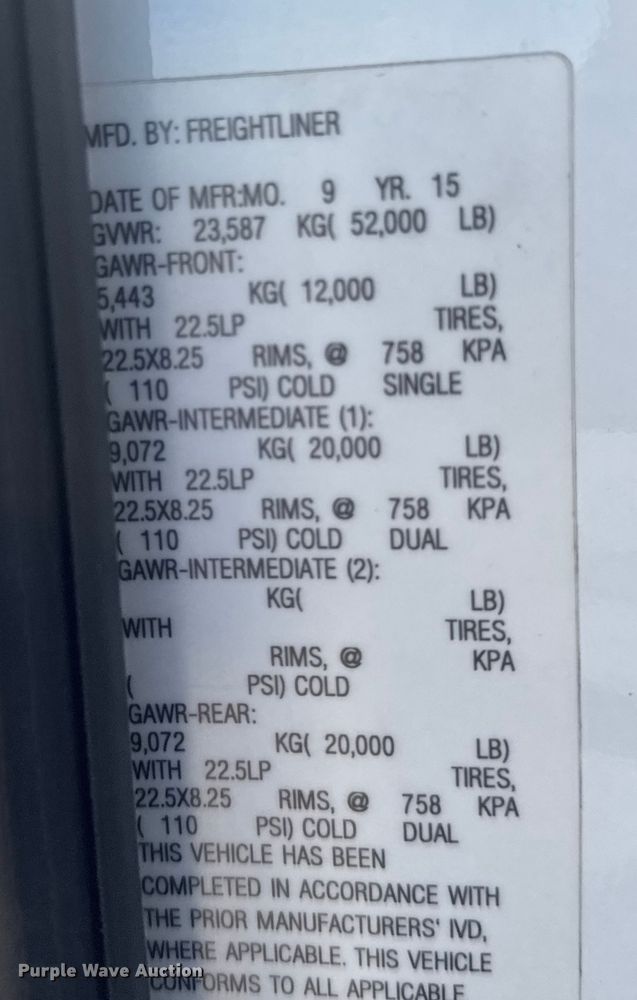 MFD. BY: FREIGHTLINER
DATE OF MFR:MO. 9 YR. 15
GVWR: 23,587 KG( 52,000 LB)
GAWR-FRONT:
5,443 KG( 12,000 LB)
WITH 22.5LP TIRES,
22.5X8.25 RIMS, @ 758 KPA
( 110 PSI) COLD SINGLE
GAWR-INTERMEDIATE (1):
9,072 KG( 20,000 LB)
WITH 22.5LP TIRES,
22.5X8.25 RIMS, @ 758 KPA
( 110 PSI) COLD DUAL
GAWR-INTERMEDIATE (2):
KG( LB)
WITH TIRES,
RIMS, @ KPA
( PSI) COLD
GAWR-REAR:
9,072 KG( 20,000 LB)
WITH 22.5LP TIRES,
22.5X8.25 RIMS, @ 758 KPA
( 110 PSI) COLD DUAL
THIS VEHICLE HAS BEEN
COMPLETED IN ACCORDANCE WITH
THE PRIOR MANUFACTURERS' IVD,
WHERE APPLICABLE. THIS VEHICLE
CONFORMS TO ALL APPLICABLE
Purple Wave Auction